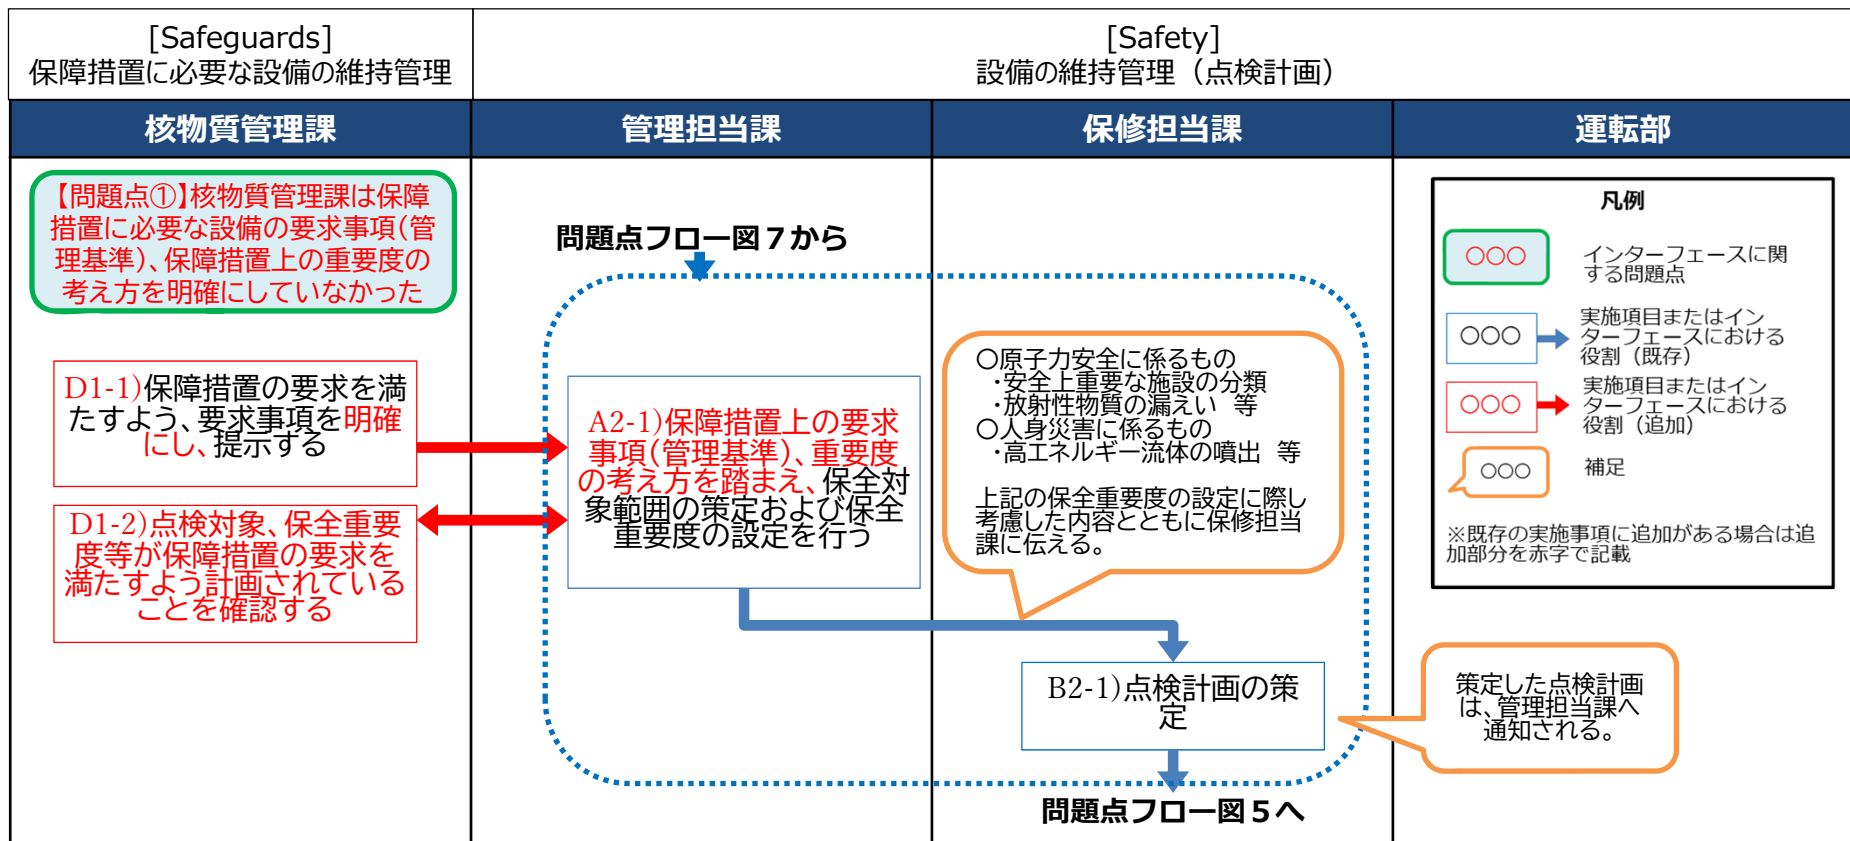 [Safeguards]
保障措置に必要な設備の維持管理
[Safety]
設備の維持管理（点検計画）
核物質管理課
管理担当課
保修担当課
運転部
【問題点①】核物質管理課は保障
措置に必要な設備の要求事項（管
理基準）、保障措置上の重要度の
考え方を明確にしていなかった
D1-1）保障措置の要求を満
たすよう、要求事項を明確
にし、提示する
D1-2）点検対象、保全重要
度等が保障措置の要求を
満たすよう計画されている
ことを確認する
問題点フロー図７から
A2-1）保障措置上の要求
事項（管理基準）、重要度
の考え方を踏まえ、保全対
象範囲の策定および保全
重要度の設定を行う
〇原子力安全に係るもの
・安全上重要な施設の分類
・放射性物質の漏えい 等
〇人身災害に係るもの
・高エネルギー流体の噴出 等
上記の保全重要度の設定に際し
考慮した内容とともに保修担当
課に伝える。
B2-1）点検計画の策
定
問題点フロー図５へ
策定した点検計画
は、管理担当課へ
通知される。
凡例
〇〇〇
インターフェースに関
する問題点
〇〇〇
実施項目またはイン
ターフェースにおける
役割（既存）
〇〇〇
実施項目またはイン
ターフェースにおける
役割（追加）
〇〇〇
補足
※既存の実施事項に追加がある場合は追
加部分を赤字で記載